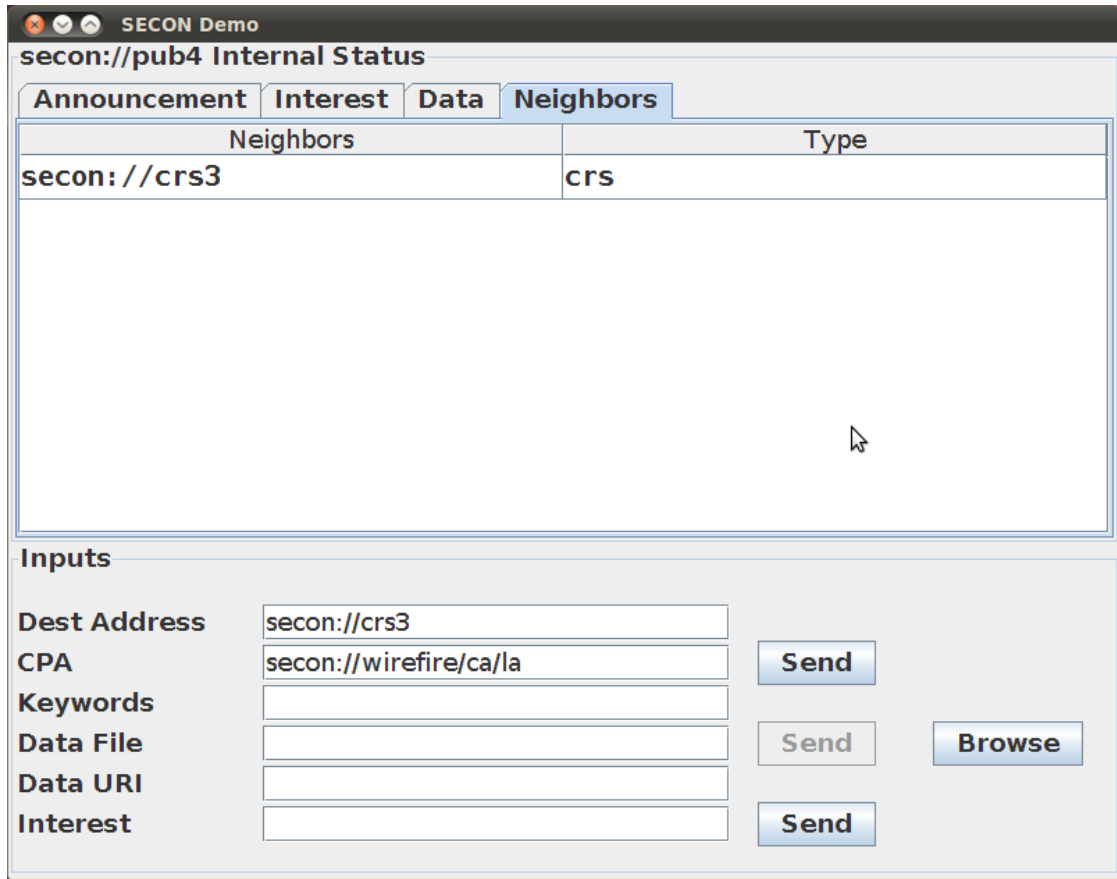 SECON Demo
secon://pub4 Internal Status
Announcement Interest Data Neighbors
Neighbors Type
secon://crs3 crs
Inputs
Dest Address secon://crs3
CPA secon://wirefire/ca/la Send
Keywords
Data File Send Browse
Data URI
Interest Send